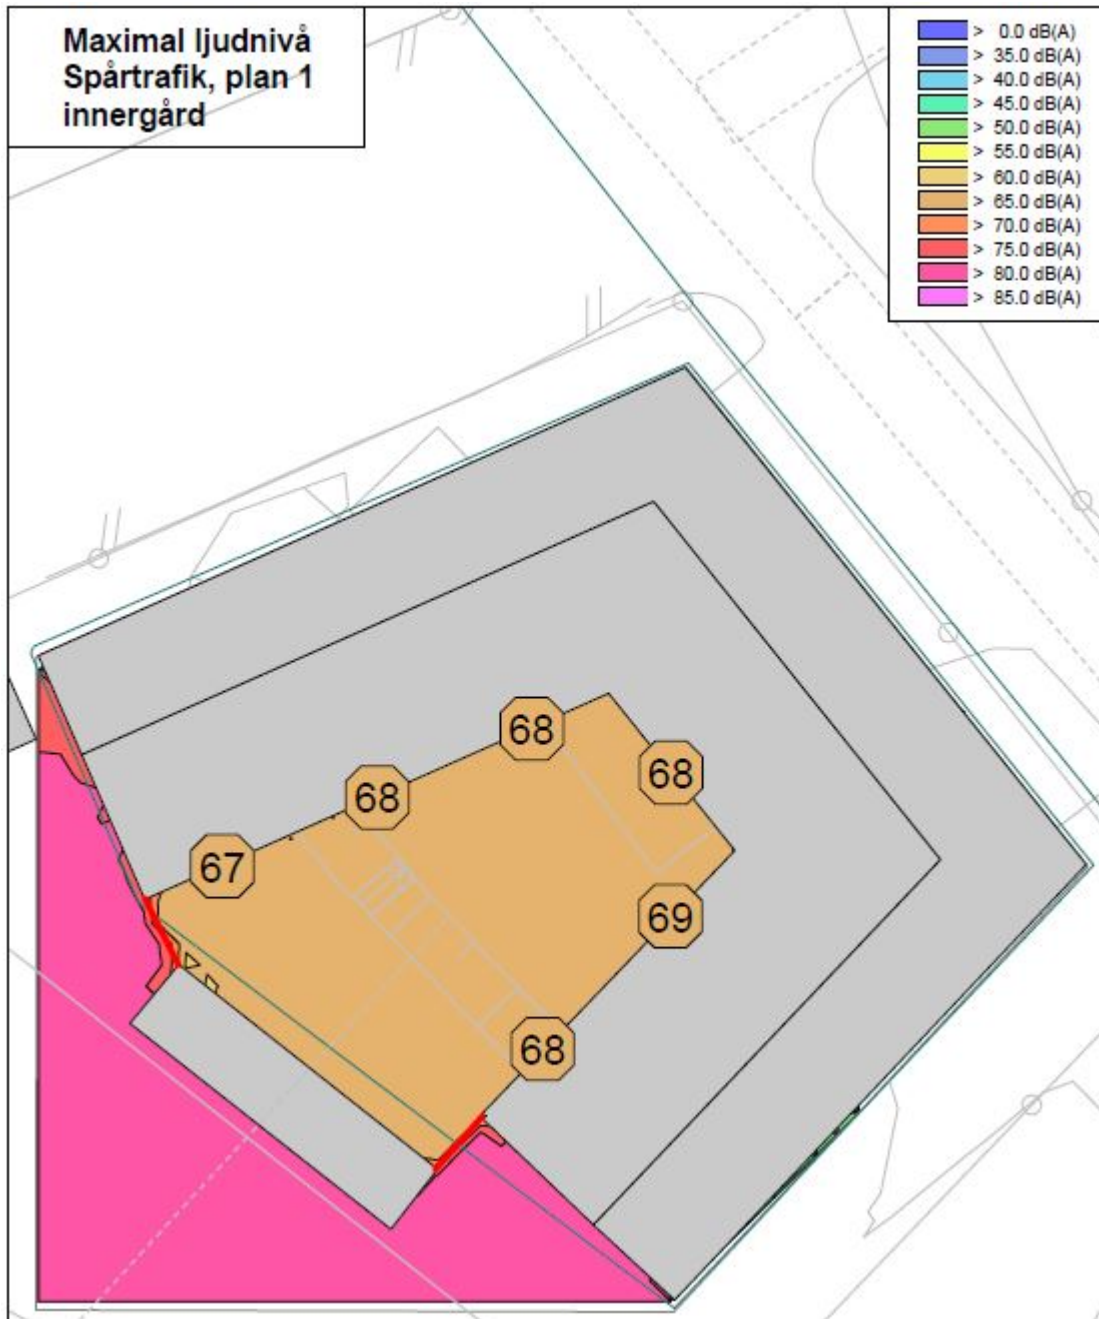 Maximal ljudnivå
Spårtrafik, plan 1
innergård
> 0.0 dB(A)
> 35.0 dB(A)
> 40.0 dB(A)
> 45.0 dB(A)
> 50.0 dB(A)
> 55.0 dB(A)
> 60.0 dB(A)
> 65.0 dB(A)
> 70.0 dB(A)
> 75.0 dB(A)
> 80.0 dB(A)
> 85.0 dB(A)
68
68
68
67
69
68